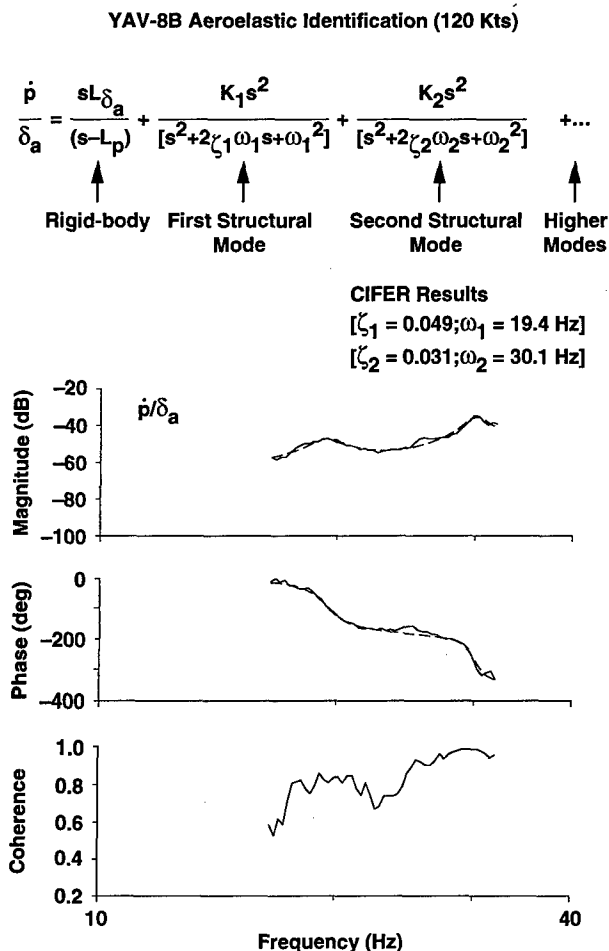 YAV-8B Aeroelastic Identification (120 Kts)
ṗ/δa = sLδa/(s–Lp) + K1s²/[s²+2ζ1ω1s+ω1²] + K2s²/[s²+2ζ2ω2s+ω2²] +...
Rigid-body First Structural Mode Second Structural Mode Higher Modes
CIFER Results
[ζ1 = 0.049;ω1 = 19.4 Hz]
[ζ2 = 0.031;ω2 = 30.1 Hz]
ṗ/δa
Magnitude (dB)
–20
–40
–60
–80
–100
Phase (deg)
0
–200
–400
Coherence
1.0
0.8
0.6
0.4
0.2
10 40
Frequency (Hz)